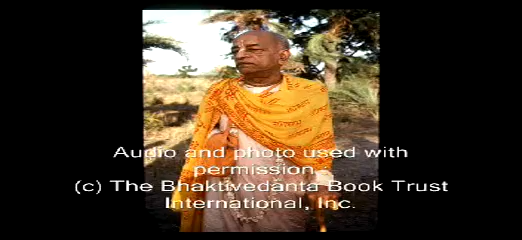 Audio and photo used with
permission
(c) The Bhaktivedanta Book Trust
International, Inc.